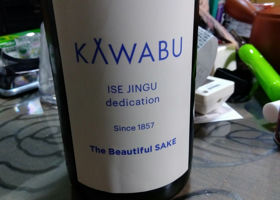 KAWABU
ISE JINGU
dedication
Since 1857
The Beautiful SAKE